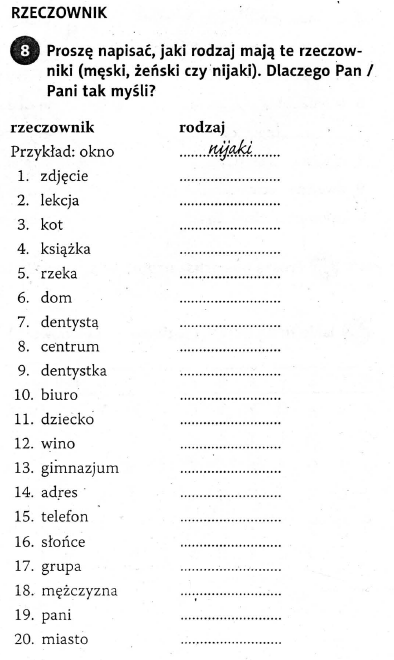 RZECZOWNIK
8 Proszę napisać, jaki rodzaj mają te rzeczow-
niki (męski, żeński czy nijaki). Dlaczego Pan /
Pani tak myśli?
rzeczownik rodzaj
Przykład: okno ......nijaki......
1. zdjęcie ..............................
2. lekcja ..............................
3. kot ..............................
4. książka ..............................
5. rzeka ..............................
6. dom ..............................
7. dentysta ..............................
8. centrum ..............................
9. dentystka ..............................
10. biuro ..............................
11. dziecko ..............................
12. wino ..............................
13. gimnazjum ..............................
14. adres ..............................
15. telefon ..............................
16. słońce ..............................
17. grupa ..............................
18. mężczyzna ..............................
19. pani ..............................
20. miasto ..............................